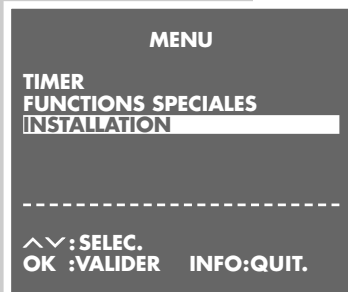 MENU
TIMER
FUNCTIONS SPECIALES
INSTALLATION
: SELEC.
OK :VALIDER INFO:QUIT.